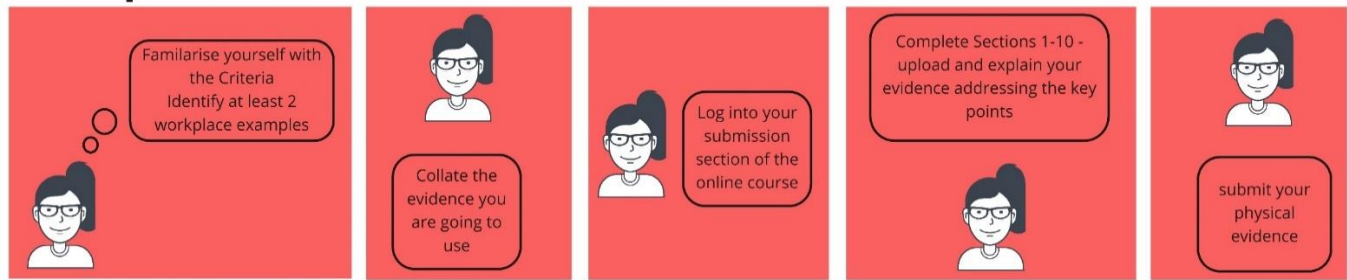 Familarise yourself with
the Criteria
Identify at least 2
workplace examples
Collate the
evidence you
are going to
use
Log into your
submission
section of the
online course
Complete Sections 1-10 -
upload and explain your
evidence addressing the key
points
submit your
physical
evidence